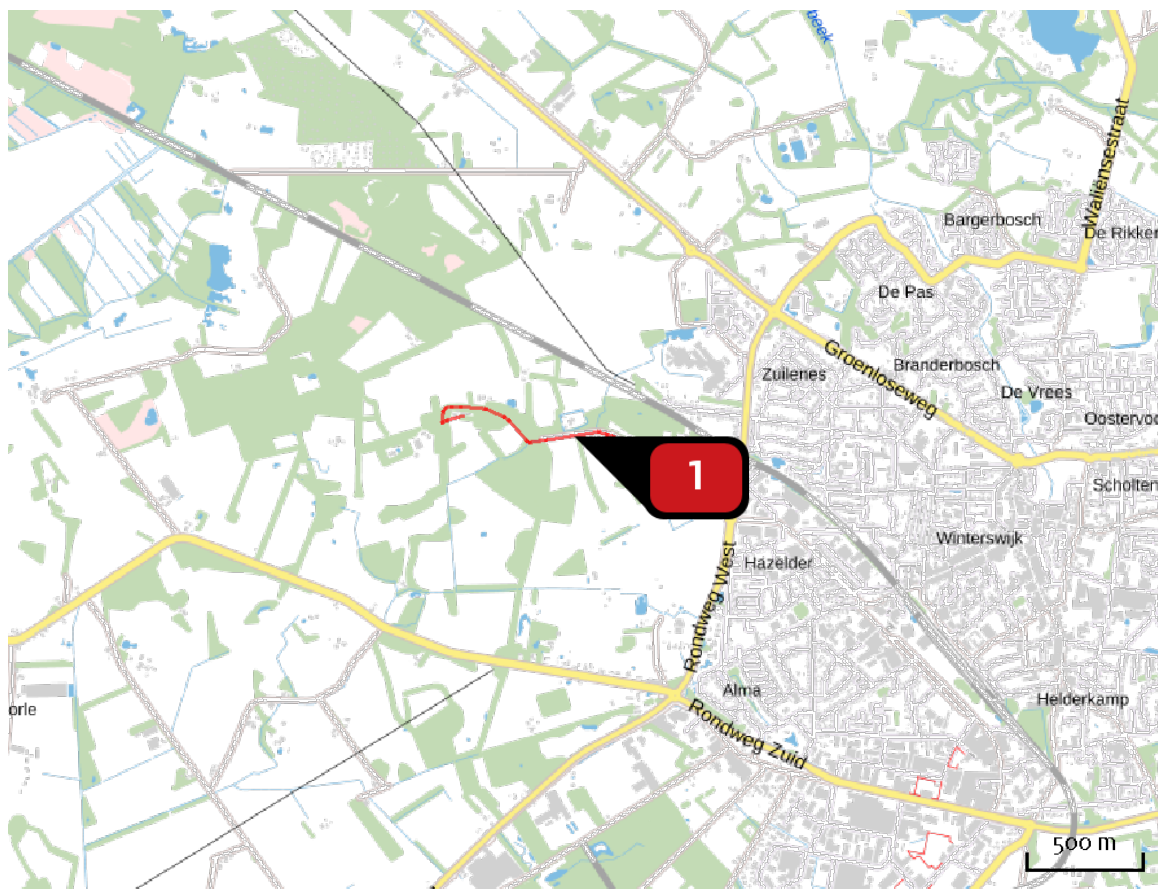 beek
Walïensestraat
Bargerbosch
De Rikker
De Pas
Groenloseweg
Branderbosch
Zuilenes
De Vrees
Oostervoo
1
Scholten
Winterswijk
Rondweg West
Hazelder
Alma
Helderkamp
orle
Rondweg Zuid
500 m